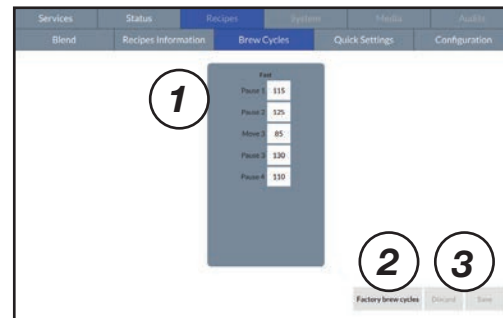 Services Status Recipes System Media Audits
Blend Recipes Information Brew Cycles Quick Settings Configuration
1
Fast
Pause 1 115
Pause 2 125
Move 3 85
Pause 3 130
Pause 4 110
2 3
Factory brew cycles Discard Save